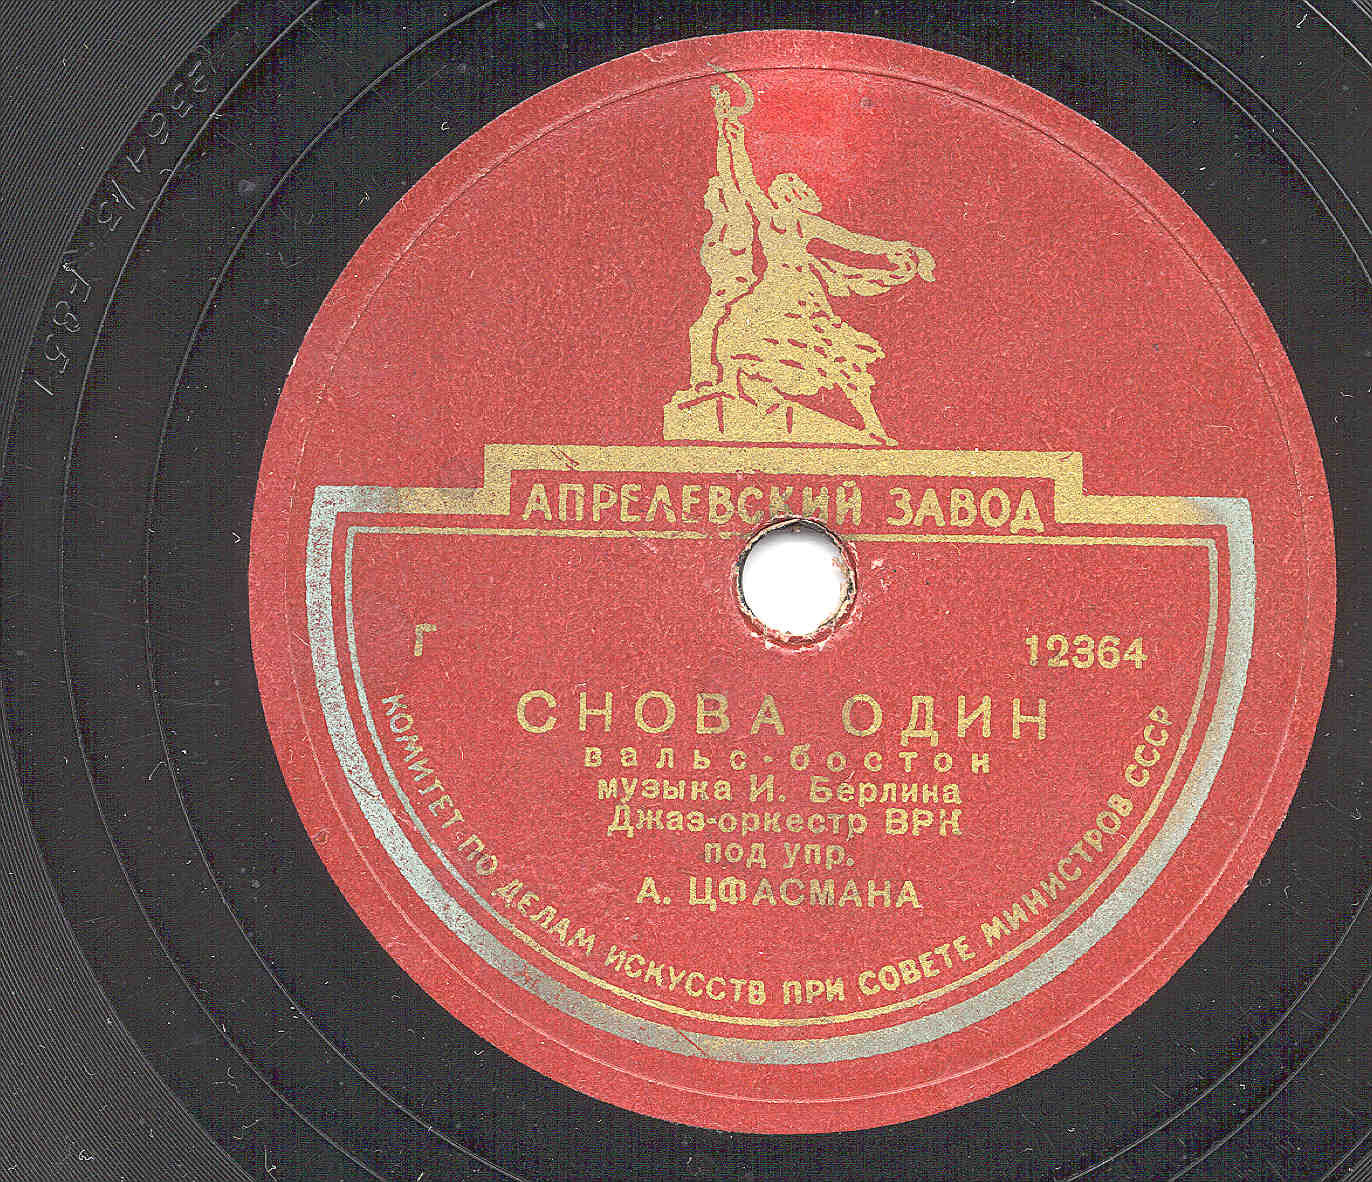 АПРЕЛЕВСКИЙ ЗАВОД
Г 12364
СНОВА ОДИН
вальс-бостон
музыка И. Берлина
Джаз-оркестр ВРК
под упр.
А. ЦФАСМАНА
КОМИТЕТ ПО ДЕЛАМ ИСКУССТВ ПРИ СОВЕТЕ МИНИСТРОВ СССР